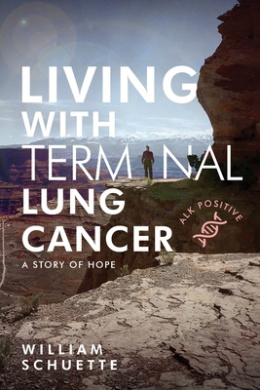 LIVING
WITH
TERMINAL
LUNG
CANCER
ALK POSITIVE
A STORY OF HOPE
WILLIAM
SCHUETTE